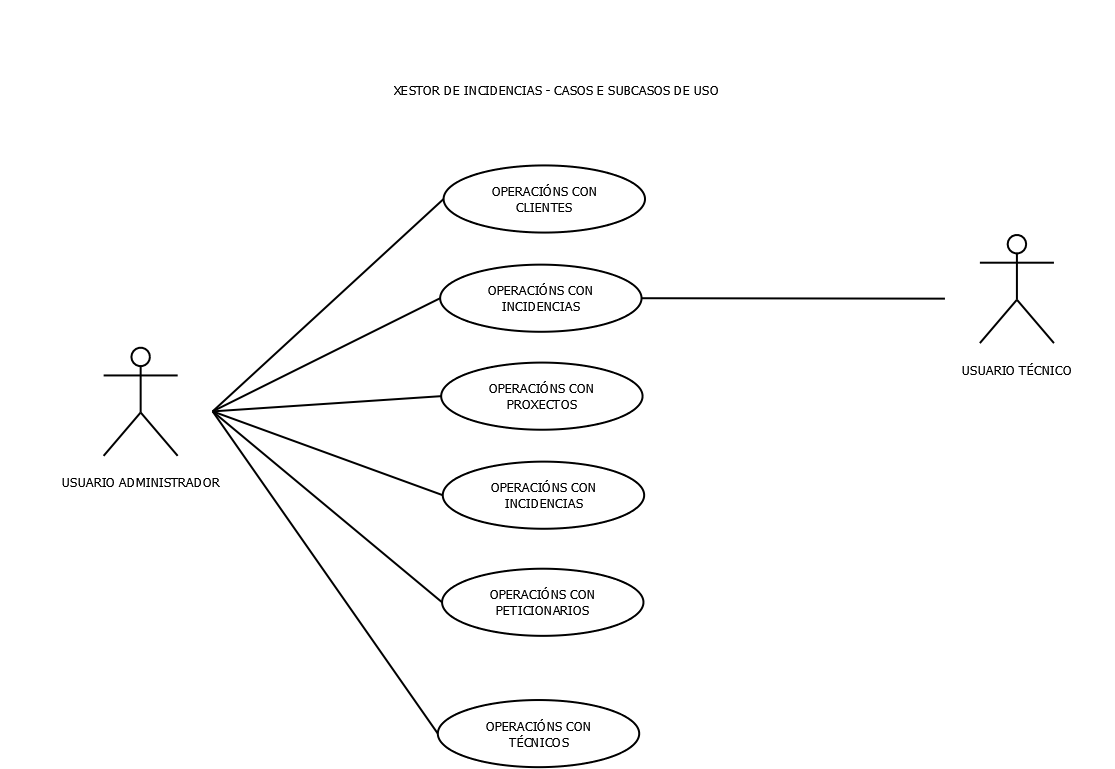 XESTOR DE INCIDENCIAS - CASOS E SUBCASOS DE USO
OPERACIÓNS CON
CLIENTES
OPERACIÓNS CON
INCIDENCIAS
USUARIO TÉCNICO
OPERACIÓNS CON
PROXECTOS
USUARIO ADMINISTRADOR
OPERACIÓNS CON
INCIDENCIAS
OPERACIÓNS CON
PETICIONARIOS
OPERACIÓNS CON
TÉCNICOS